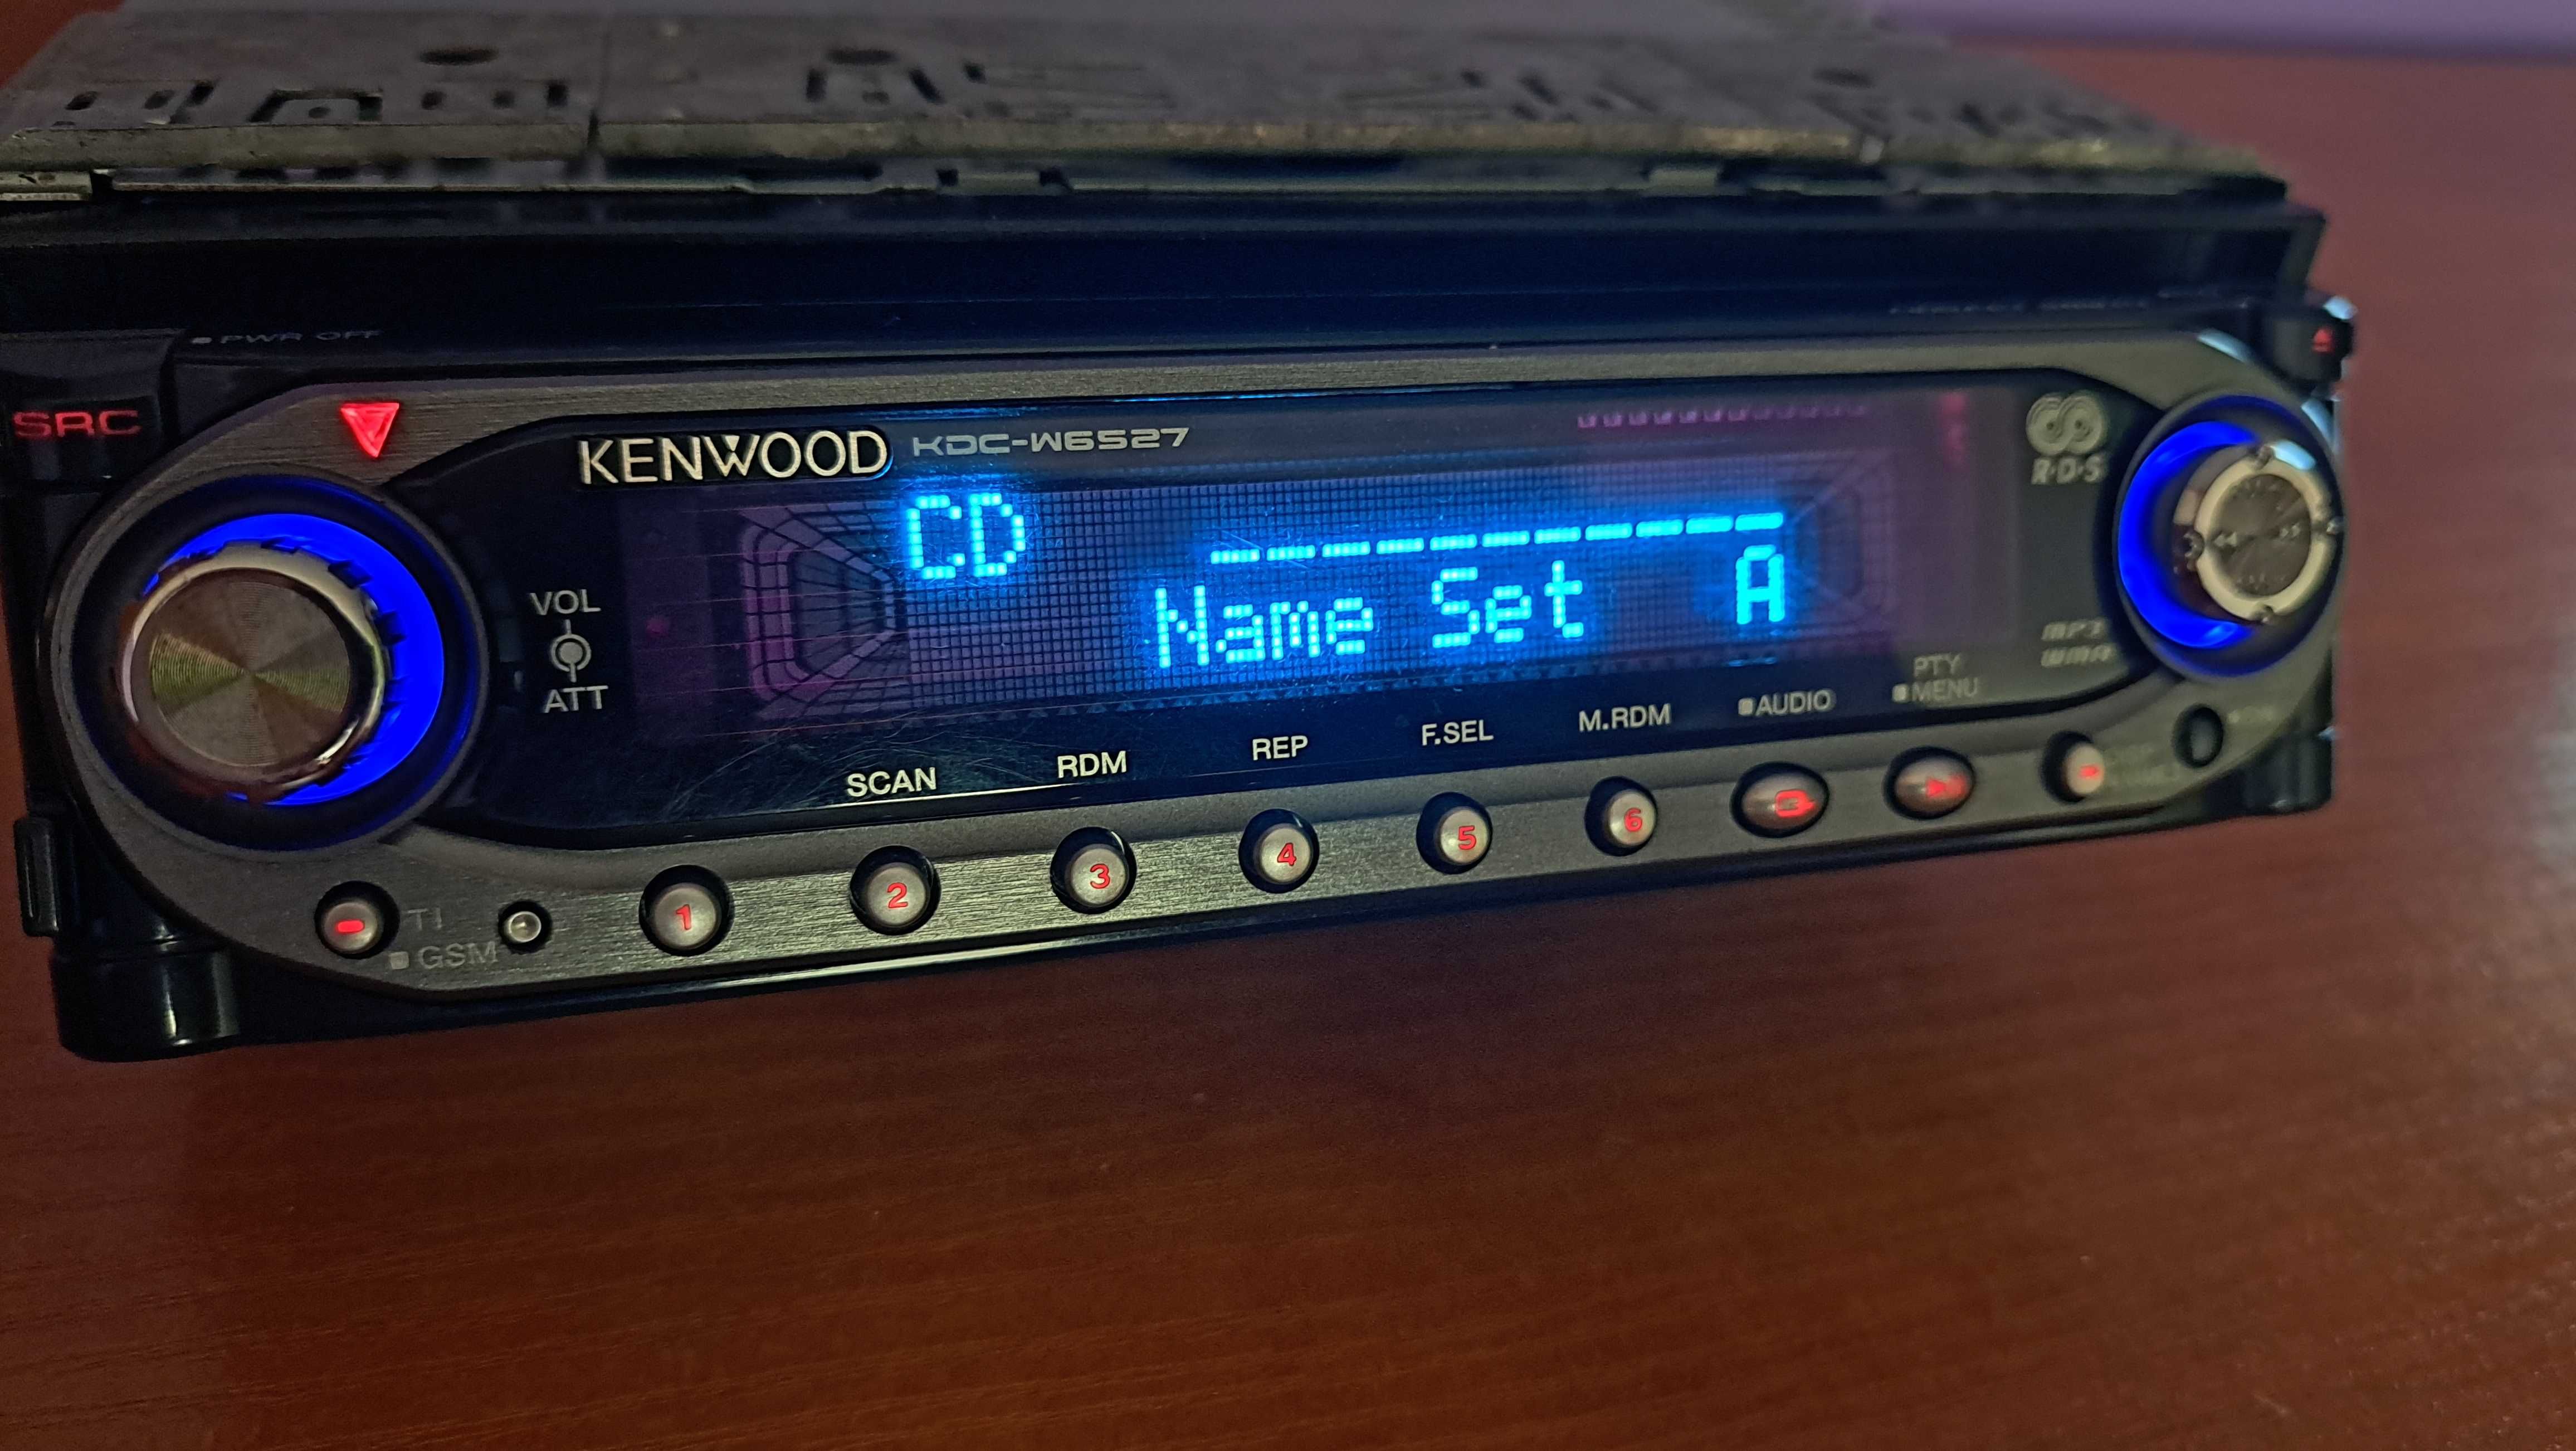 PWR OFF
SRC
KENWOOD KDC-W6527
R·D·S
CD
Name Set A
VOL
ATT
MP3
WMA
PTY
SCAN RDM REP F.SEL M.RDM AUDIO MENU
TI
GSM
1 2 3 4 5 6